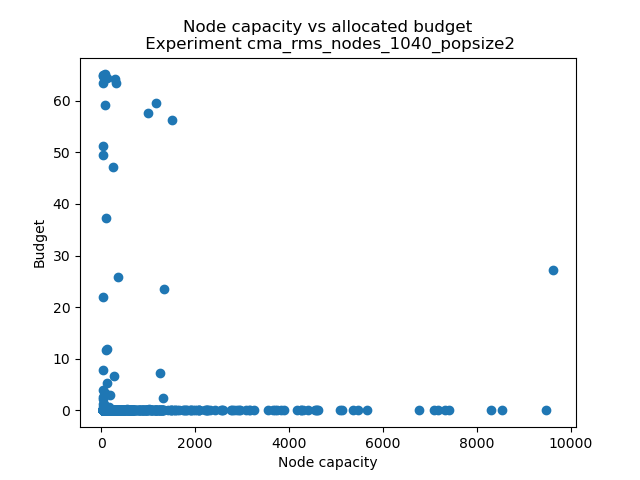 Node capacity vs allocated budget
Experiment cma_rms_nodes_1040_popsize2
60
50
40
30
20
10
0
Budget
0 2000 4000 6000 8000 10000
Node capacity